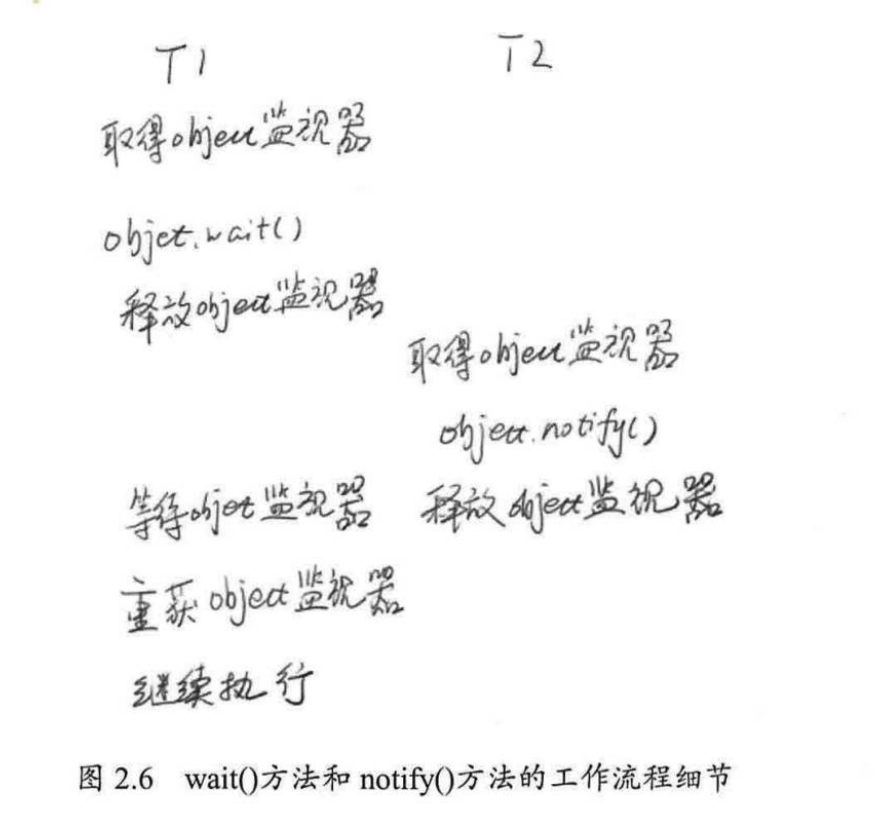 T1
T2
取得object监视器
objet.wait()
释放object监视器
取得object监视器
object.notify()
等待objet监视器
释放object监视器
重获object监视器
继续执行
图 2.6 wait()方法和 notify()方法的工作流程细节